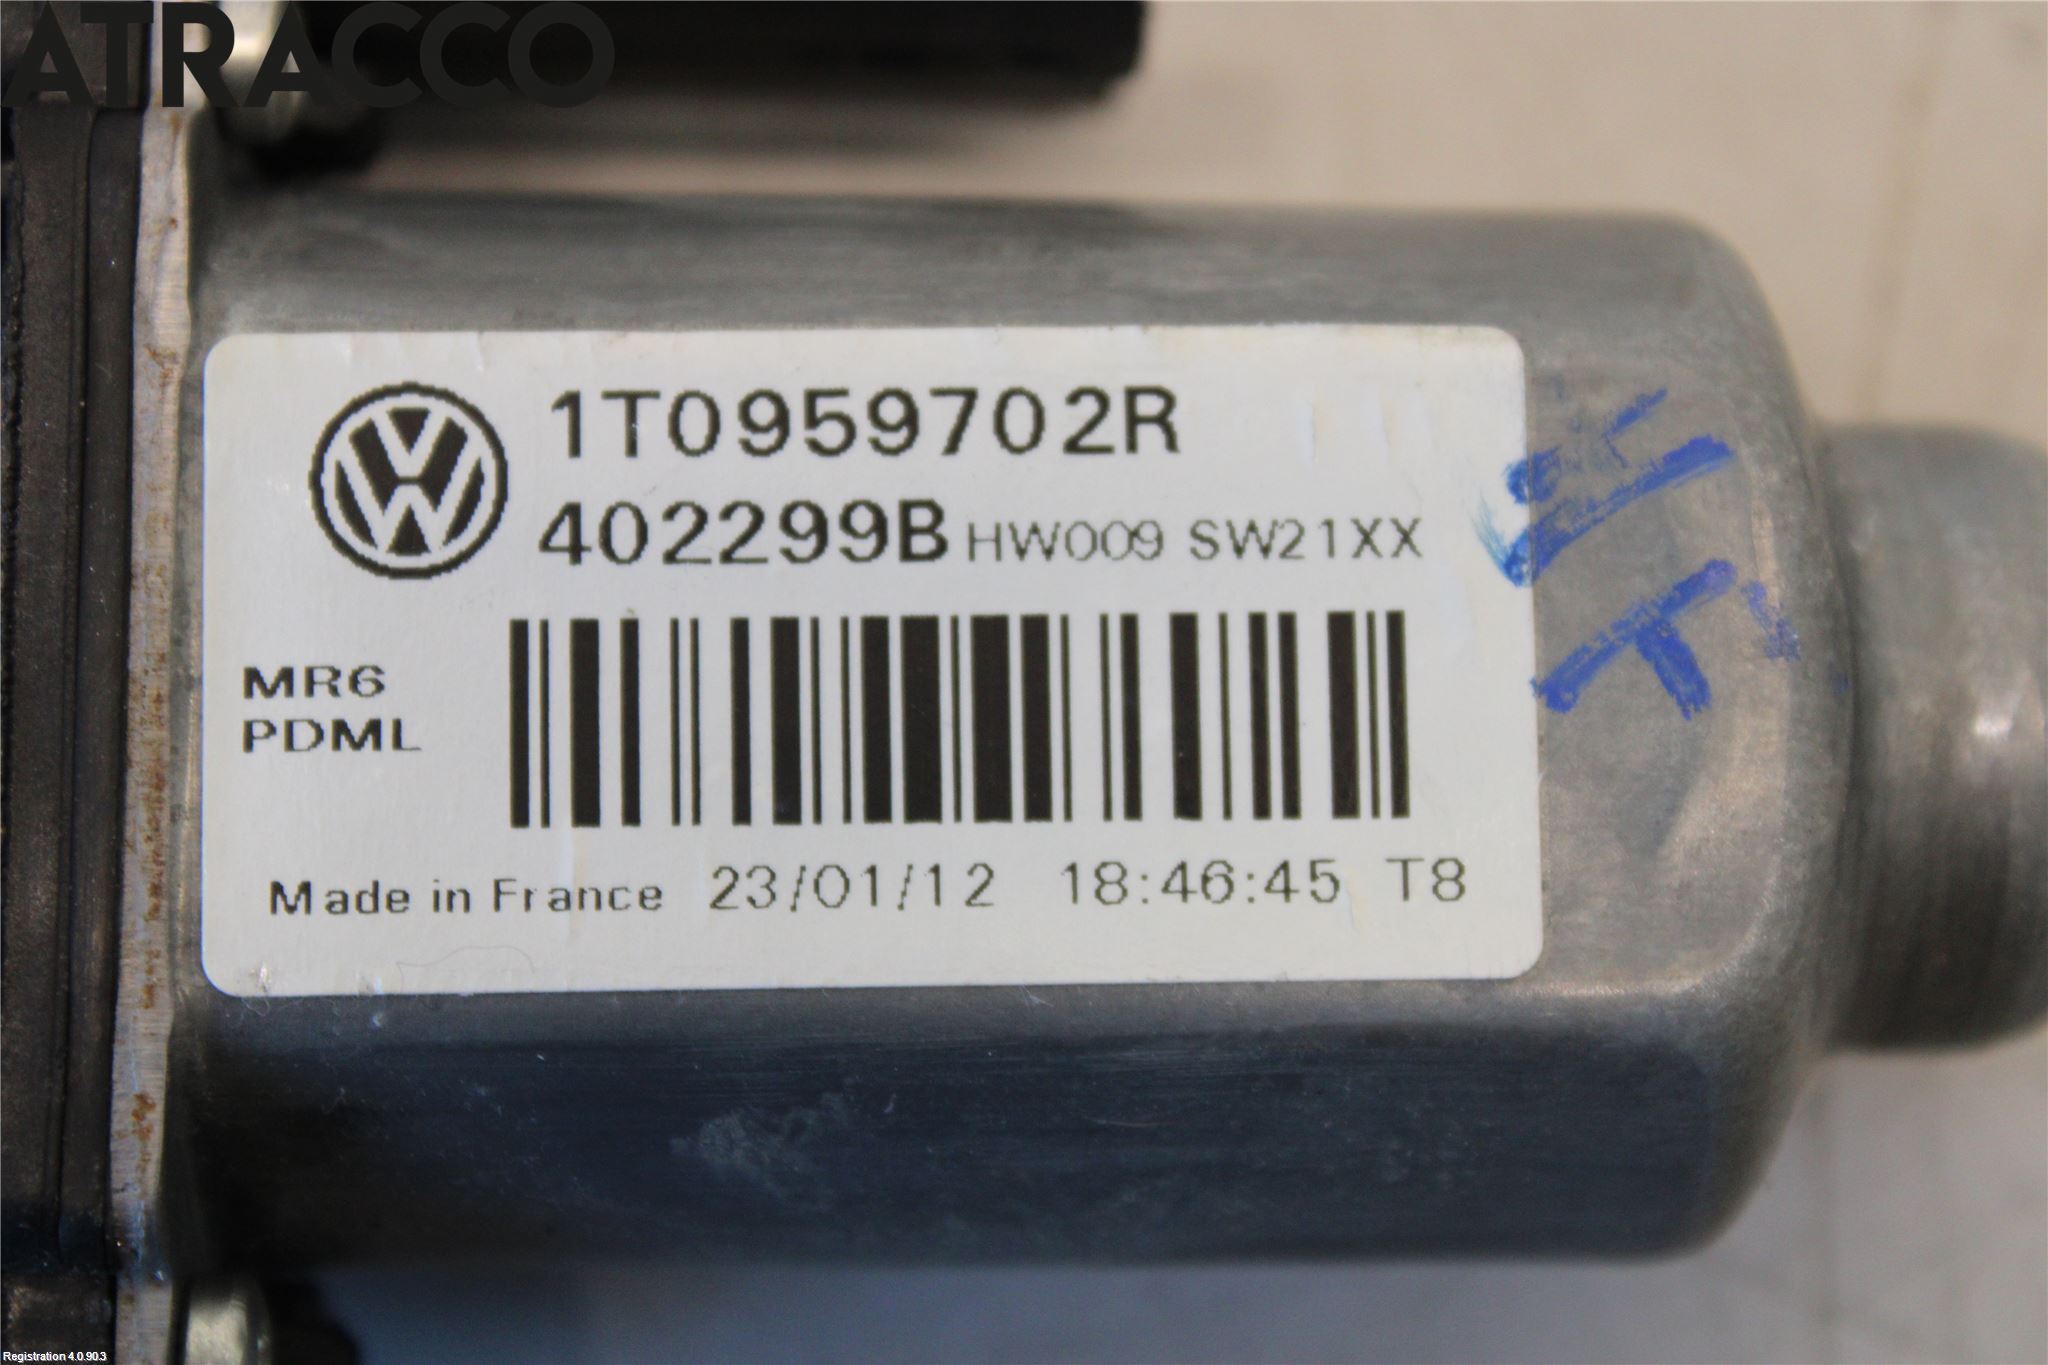 ATRACCO
1T0959702R
402299B HW009 SW21XX
MR6
PDML
Made in France 23/01/12 18:46:45 T8
Registration 4.0.90.3